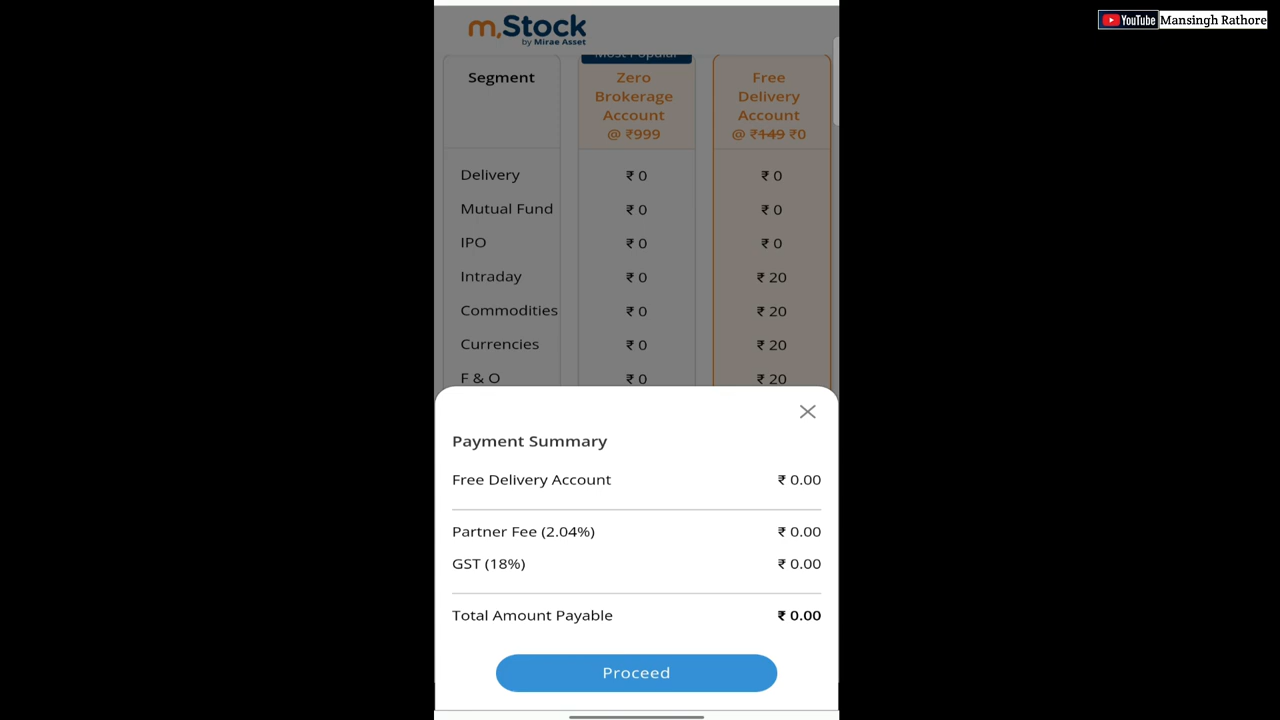 YouTube Mansingh Rathore
m.Stock
by Mirae Asset
Most Popular
Segment
Zero
Brokerage
Account
@ ₹999
Free
Delivery
Account
@ ₹149 ₹0
Delivery ₹ 0 ₹ 0
Mutual Fund ₹ 0 ₹ 0
IPO ₹ 0 ₹ 0
Intraday ₹ 0 ₹ 20
Commodities ₹ 0 ₹ 20
Currencies ₹ 0 ₹ 20
F & O ₹ 0 ₹ 20
Payment Summary
Free Delivery Account ₹ 0.00
Partner Fee (2.04%) ₹ 0.00
GST (18%) ₹ 0.00
Total Amount Payable ₹ 0.00
Proceed